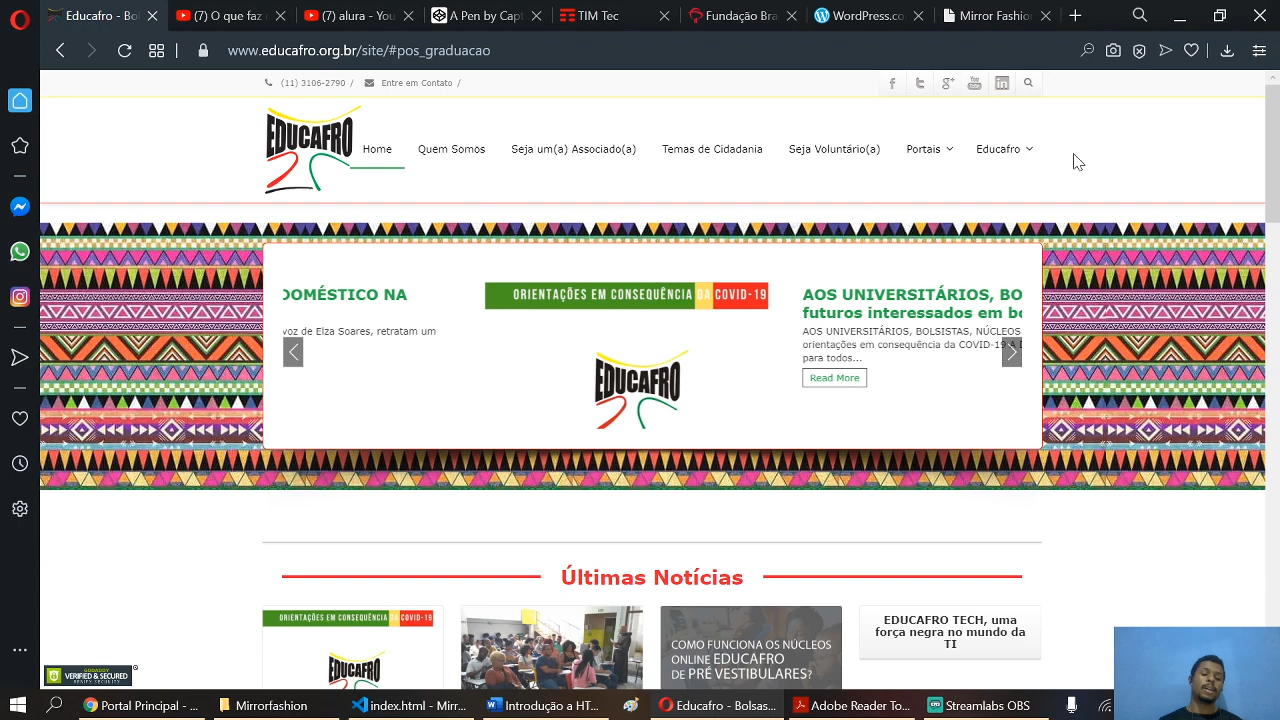 Educafro - Bol
(7) O que faz
(7) alura - You
A Pen by Capt
TIM Tec
Fundação Bra
WordPress.co
Mirror Fashion
www.educafro.org.br/site/#pos_graduacao
(11) 3106-2790 / Entre em Contato /
EDUCAFRO
Home
Quem Somos
Seja um(a) Associado(a)
Temas de Cidadania
Seja Voluntário(a)
Portais
Educafro
DOMÉSTICO NA
voz de Elza Soares, retratam um
ORIENTAÇÕES EM CONSEQUÊNCIA DA COVID-19
EDUCAFRO
AOS UNIVERSITÁRIOS, BO
futuros interessados em bo
AOS UNIVERSITÁRIOS, BOLSISTAS, NÚCLEOS
orientações em consequência da COVID-19 A D
para todos...
Read More
Últimas Notícias
ORIENTAÇÕES EM CONSEQUÊNCIA DA COVID-19
EDUCAFRO
COMO FUNCIONA OS NÚCLEOS
ONLINE EDUCAFRO
DE PRÉ VESTIBULARES?
EDUCAFRO TECH, uma
força negra no mundo da
TI
GODADDY
VERIFIED & SECURED
VERIFY SECURITY
Portal Principal - ...
Mirrorfashion
index.html - Mirr...
Introdução a HT...
Educafro - Bolsas...
Adobe Reader To...
Streamlabs OBS